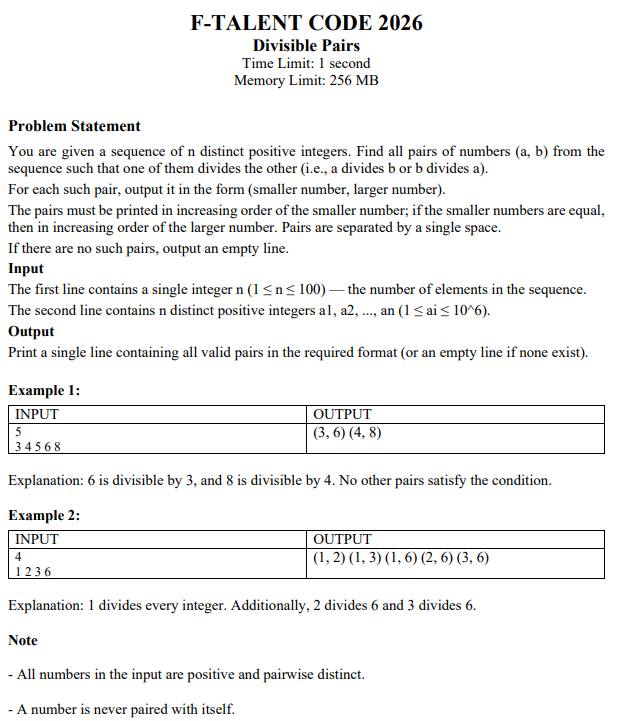 F-TALENT CODE 2026
Divisible Pairs
Time Limit: 1 second
Memory Limit: 256 MB
Problem Statement
You are given a sequence of n distinct positive integers. Find all pairs of numbers (a, b) from the
sequence such that one of them divides the other (i.e., a divides b or b divides a).
For each such pair, output it in the form (smaller number, larger number).
The pairs must be printed in increasing order of the smaller number; if the smaller numbers are equal,
then in increasing order of the larger number. Pairs are separated by a single space.
If there are no such pairs, output an empty line.
Input
The first line contains a single integer n (1 ≤ n ≤ 100) — the number of elements in the sequence.
The second line contains n distinct positive integers a1, a2, ..., an (1 ≤ ai ≤ 10^6).
Output
Print a single line containing all valid pairs in the required format (or an empty line if none exist).
Example 1:
INPUT OUTPUT
5 (3, 6) (4, 8)
3 4 5 6 8
Explanation: 6 is divisible by 3, and 8 is divisible by 4. No other pairs satisfy the condition.
Example 2:
INPUT OUTPUT
4 (1, 2) (1, 3) (1, 6) (2, 6) (3, 6)
1 2 3 6
Explanation: 1 divides every integer. Additionally, 2 divides 6 and 3 divides 6.
Note
- All numbers in the input are positive and pairwise distinct.
- A number is never paired with itself.